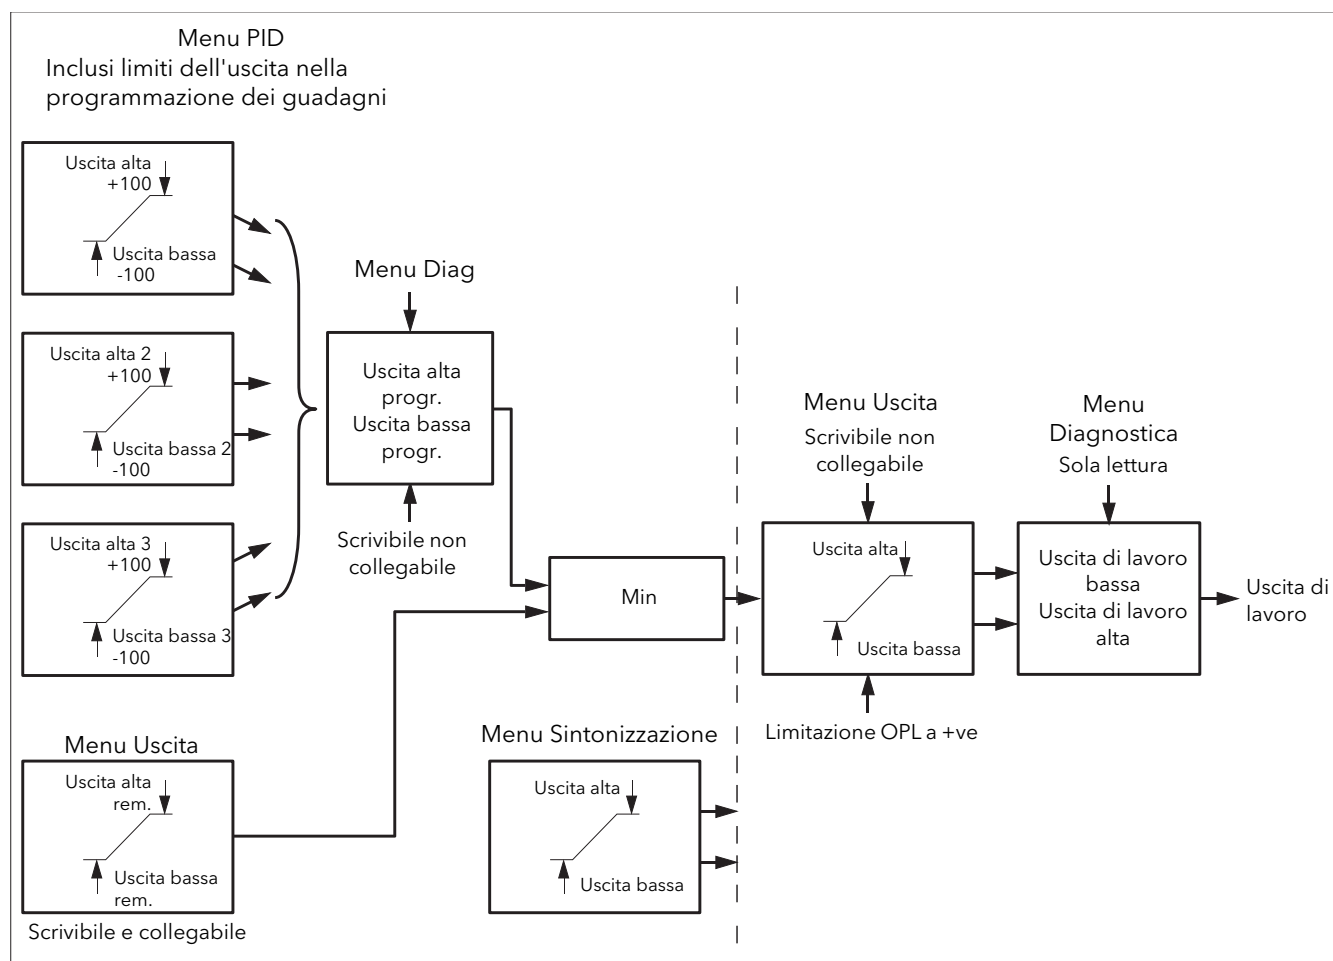 Menu PID
Inclusi limiti dell'uscita nella
programmazione dei guadagni
Uscita alta
+100
Uscita bassa
-100
Uscita alta 2
+100
Uscita bassa 2
-100
Uscita alta 3
+100
Uscita bassa 3
-100
Menu Uscita
Uscita alta
rem.
Uscita bassa
rem.
Scrivibile e collegabile
Menu Diag
Uscita alta
progr.
Uscita bassa
progr.
Scrivibile non
collegabile
Min
Menu Sintonizzazione
Uscita alta
Uscita bassa
Menu Uscita
Scrivibile non
collegabile
Uscita alta
Uscita bassa
Limitazione OPL a +ve
Menu
Diagnostica
Sola lettura
Uscita di lavoro
bassa
Uscita di lavoro
alta
Uscita di
lavoro